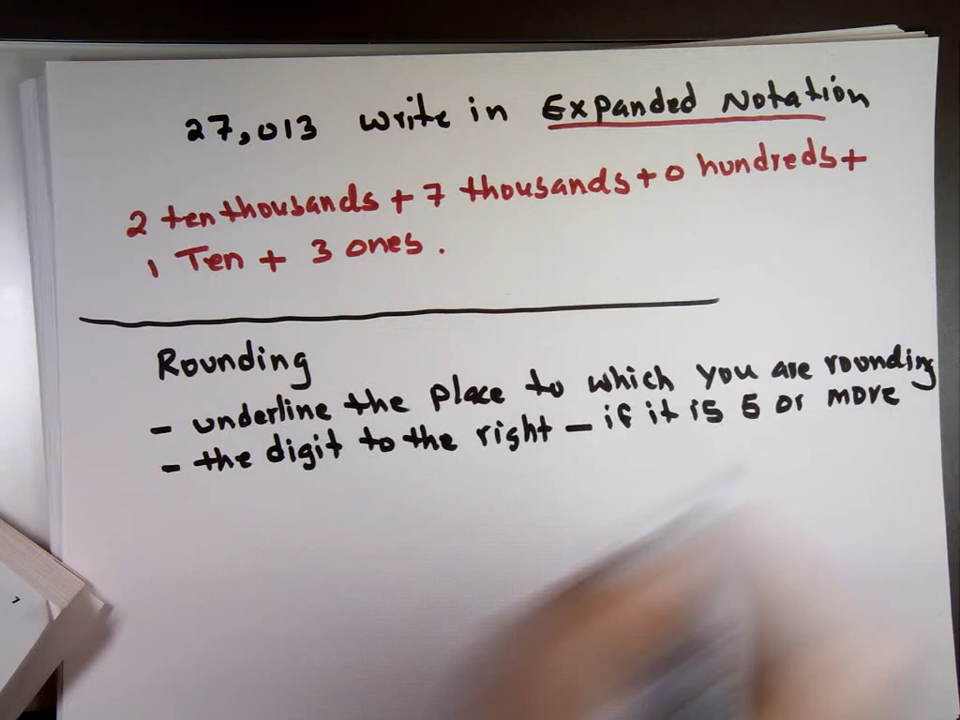 27,013 write in Expanded Notation
2 ten thousands + 7 thousands + 0 hundreds +
1 Ten + 3 ones.
Rounding
- underline the place to which you are rounding
- the digit to the right - if it is 5 or more
7